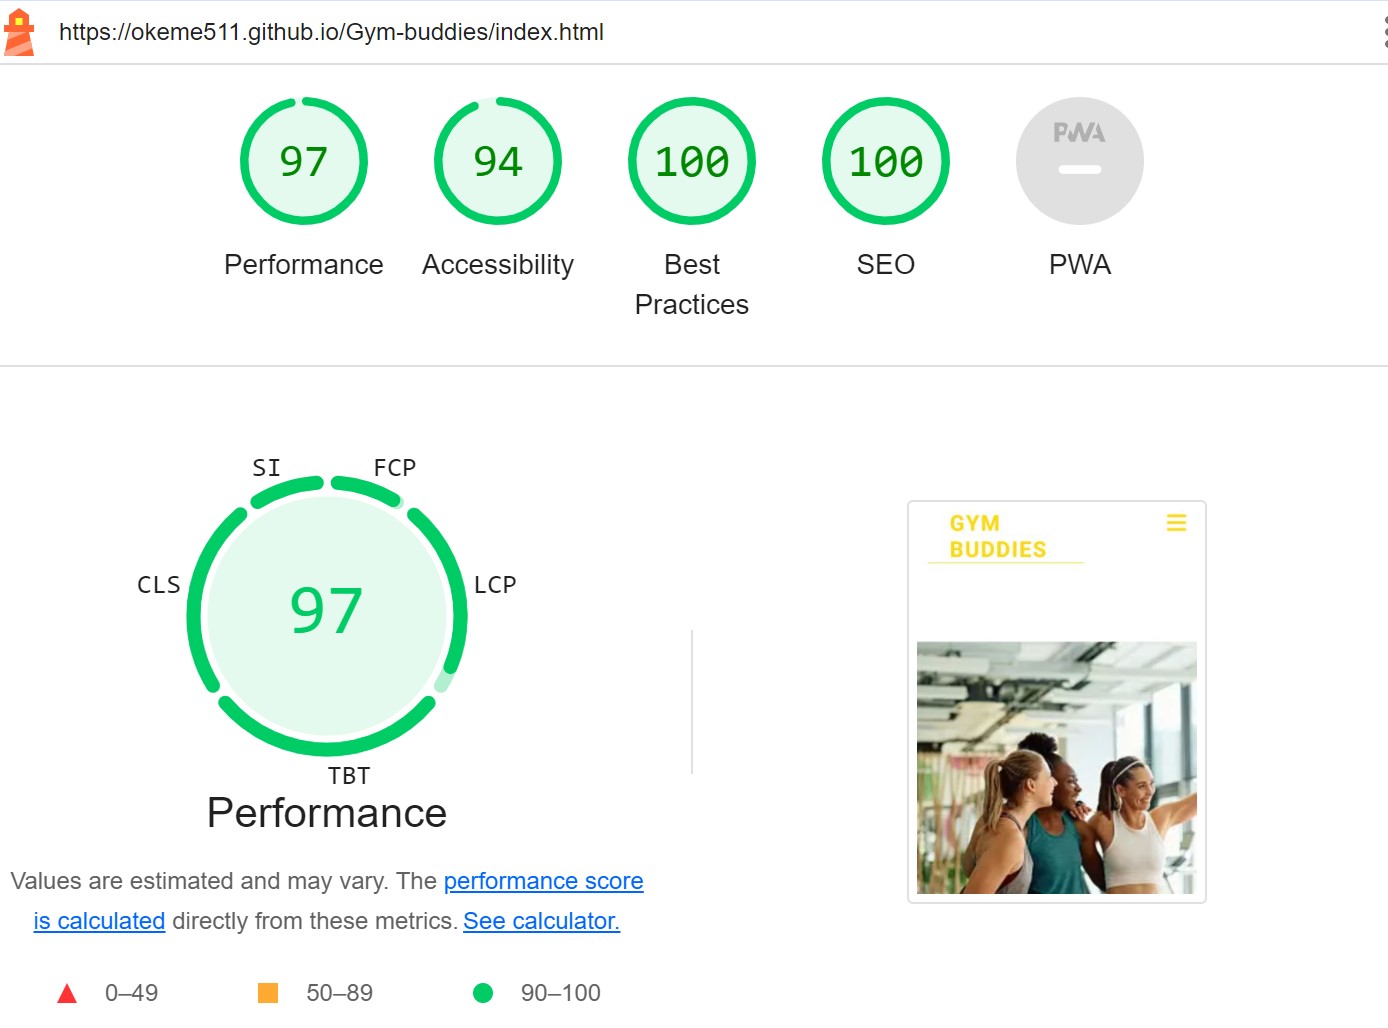 https://okeme511.github.io/Gym-buddies/index.html
97
94
100
100
PWA
Performance
Accessibility
Best
Practices
SEO
PWA
SI
FCP
CLS
LCP
97
TBT
Performance
Values are estimated and may vary. The performance score
is calculated directly from these metrics. See calculator.
0–49
50–89
90–100
GYM
BUDDIES